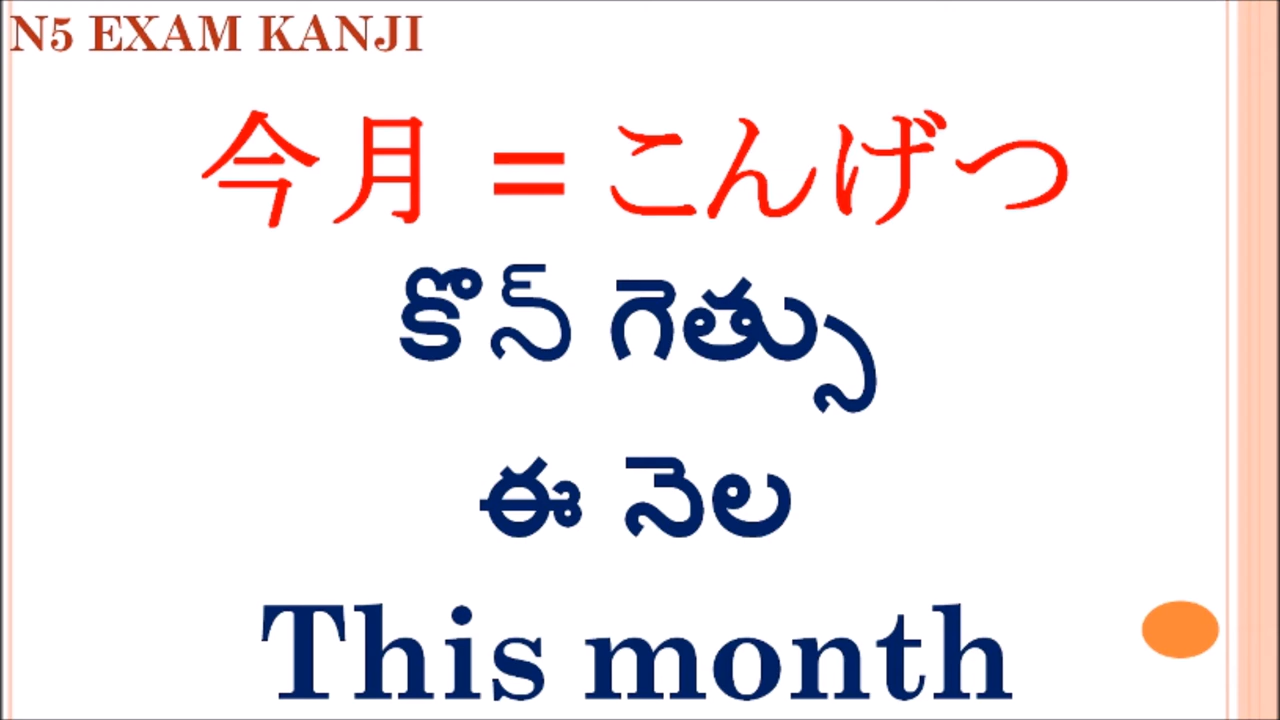 N5 EXAM KANJI
今月 = こんげつ
కొన్ గెత్సు
ఈ నెల
This month